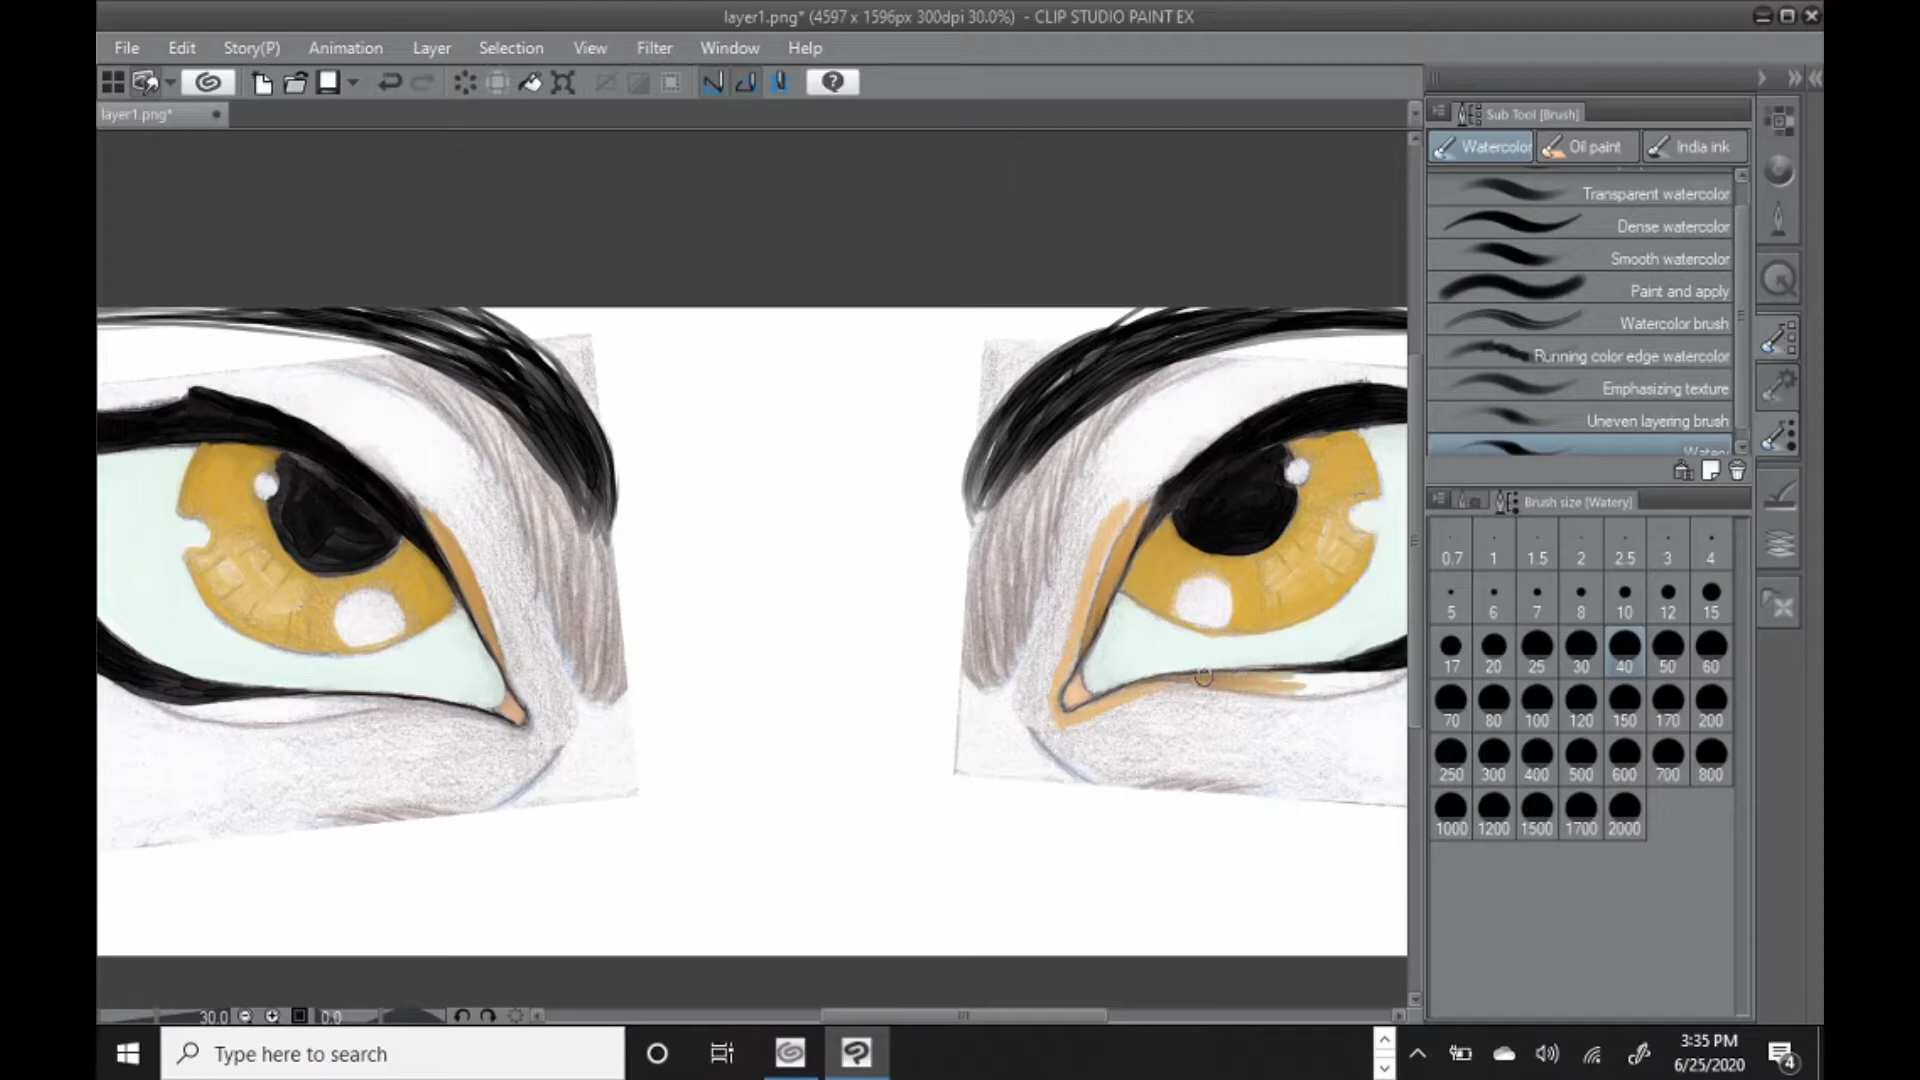 layer1.png* (4597 x 1596px 300dpi 30.0%) - CLIP STUDIO PAINT EX
File Edit Story(P) Animation Layer Selection View Filter Window Help
layer1.png*
Sub Tool [Brush]
Watercolor Oil paint India ink
Transparent watercolor
Dense watercolor
Smooth watercolor
Paint and apply
Watercolor brush
Running color edge watercolor
Emphasizing texture
Uneven layering brush
Watery
Brush size [Watery]
0.7 1 1.5 2 2.5 3 4
5 6 7 8 10 12 15
17 20 25 30 40 50 60
70 80 100 120 150 170 200
250 300 400 500 600 700 800
1000 1200 1500 1700 2000
30.0 0.0
Type here to search
3:35 PM
6/25/2020
4